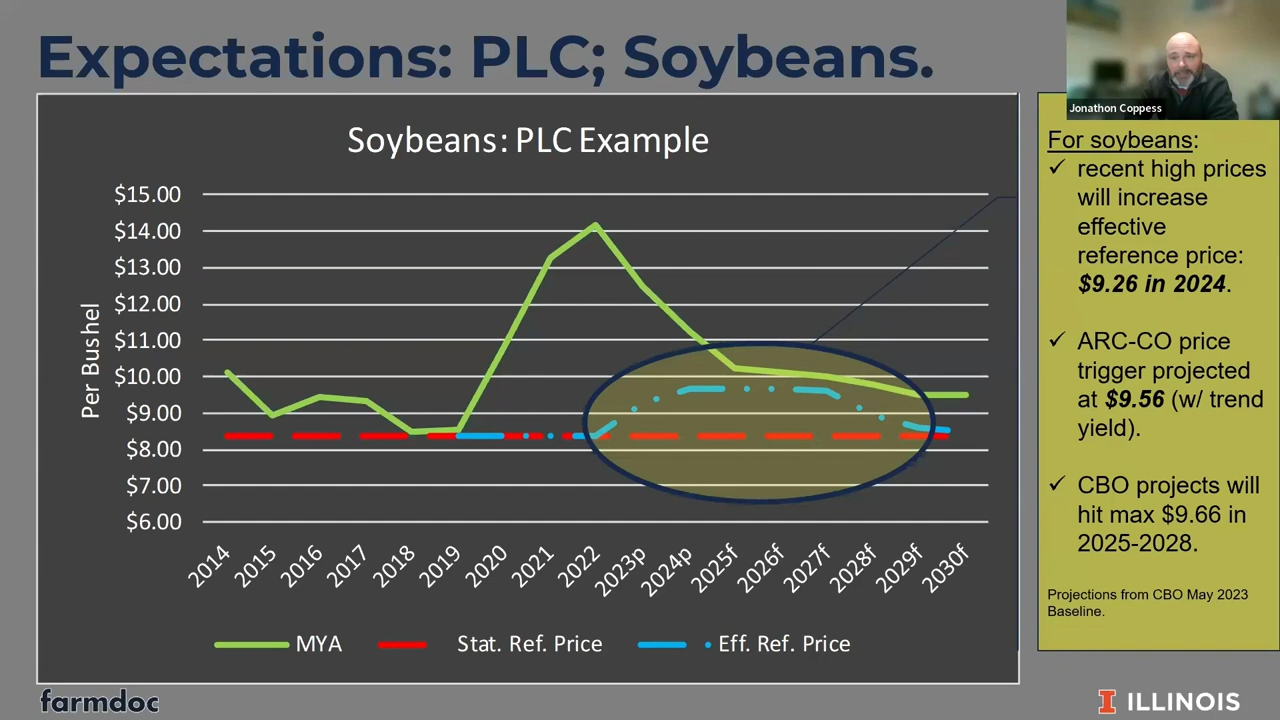 Expectations: PLC; Soybeans.
Jonathon Coppess
Soybeans: PLC Example
Per Bushel
$15.00
$14.00
$13.00
$12.00
$11.00
$10.00
$9.00
$8.00
$7.00
$6.00
2014
2015
2016
2017
2018
2019
2020
2021
2022
2023p
2024p
2025f
2026f
2027f
2028f
2029f
2030f
MYA
Stat. Ref. Price
Eff. Ref. Price
For soybeans:
✓ recent high prices
will increase
effective
reference price:
$9.26 in 2024.
✓ ARC-CO price
trigger projected
at $9.56 (w/ trend
yield).
✓ CBO projects will
hit max $9.66 in
2025-2028.
Projections from CBO May 2023
Baseline.
farmdoc
I ILLINOIS